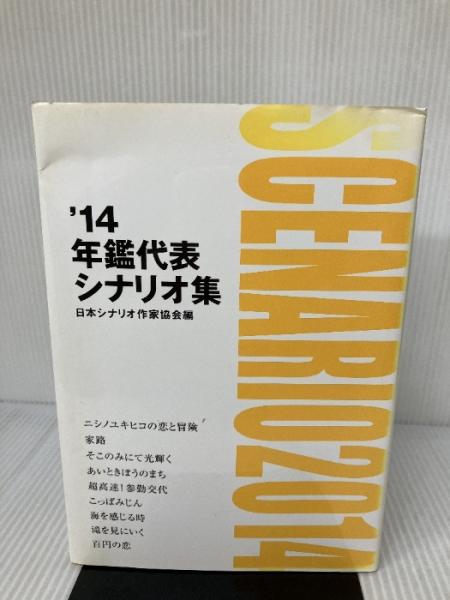 '14
年鑑代表
シナリオ集
日本シナリオ作家協会編
ニシノユキヒコの恋と冒険
家路
そこのみにて光輝く
あいときぼうのまち
超高速!参勤交代
こっぱみじん
海を感じる時
滝を見にいく
百円の恋
SCENARIO2014